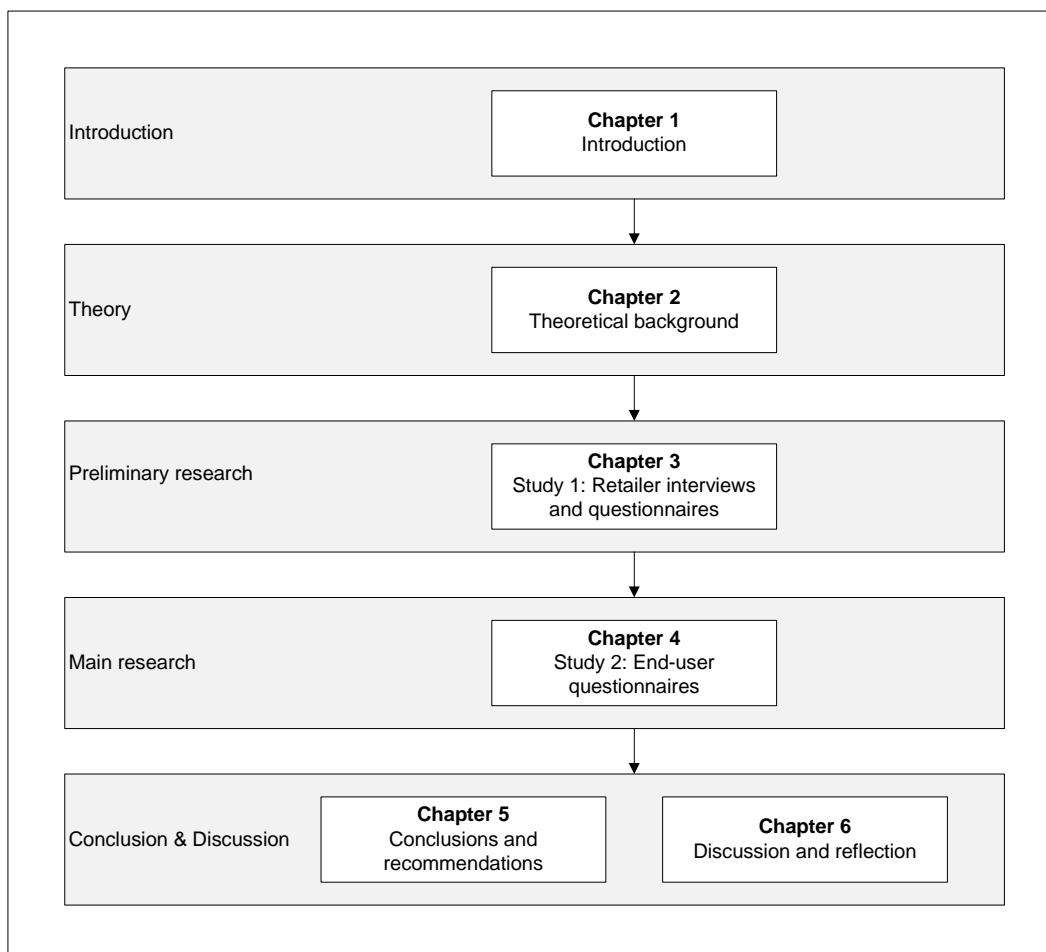 Introduction
Chapter 1
Introduction
Theory
Chapter 2
Theoretical background
Preliminary research
Chapter 3
Study 1: Retailer interviews
and questionnaires
Main research
Chapter 4
Study 2: End-user
questionnaires
Conclusion & Discussion
Chapter 5
Conclusions and
recommendations
Chapter 6
Discussion and reflection